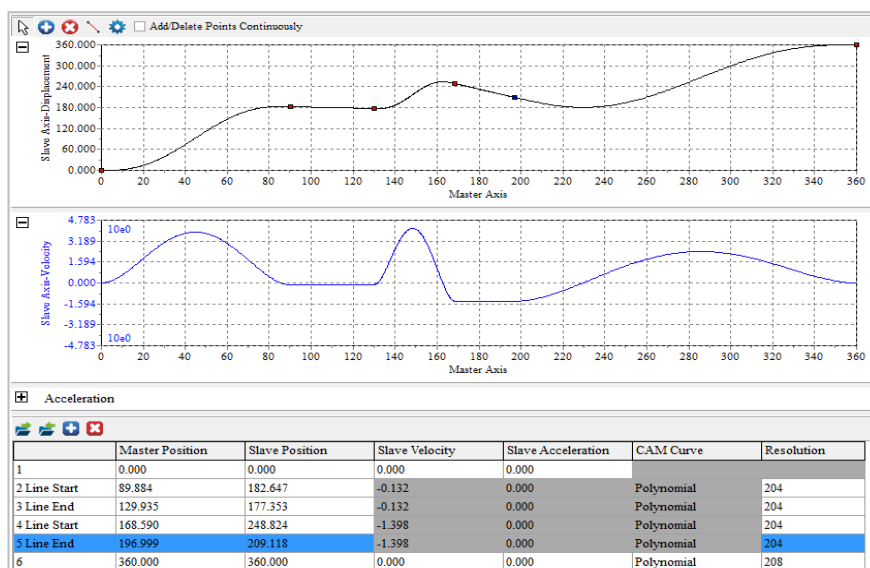 Add/Delete Points Continuously
360.000
300.000
240.000
180.000
120.000
60.000
0.000
Slave Axis-Displacement
0 20 40 60 80 100 120 140 160 180 200 220 240 260 280 300 320 340 360
Master Axis
4.783
3.189
1.594
0.000
-1.594
-3.189
-4.783
10e0
10e0
Slave Axis-Velocity
0 20 40 60 80 100 120 140 160 180 200 220 240 260 280 300 320 340 360
Master Axis
Acceleration
Master Position Slave Position Slave Velocity Slave Acceleration CAM Curve Resolution
1 0.000 0.000 0.000 0.000
2 Line Start 89.884 182.647 -0.132 0.000 Polynomial 204
3 Line End 129.935 177.353 -0.132 0.000 Polynomial 204
4 Line Start 168.590 248.824 -1.398 0.000 Polynomial 204
5 Line End 196.999 209.118 -1.398 0.000 Polynomial 204
6 360.000 360.000 0.000 0.000 Polynomial 208